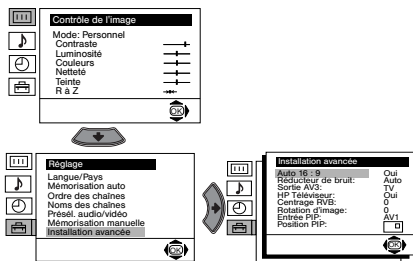 Contrôle de l'image
Mode: Personnel
Contraste
Luminosité
Couleurs
Netteté
Teinte
R à Z
OK
Réglage
Langue/Pays
Mémorisation auto
Ordre des chaînes
Noms des chaînes
Présél. audio/vidéo
Mémorisation manuelle
Installation avancée
OK
Installation avancée
Auto 16 : 9 Oui
Réducteur de bruit: Auto
Sortie AV3: TV
HP Téléviseur: Oui
Centrage RVB: 0
Rotation d'image: 0
Entrée PIP: AV1
Position PIP:
OK